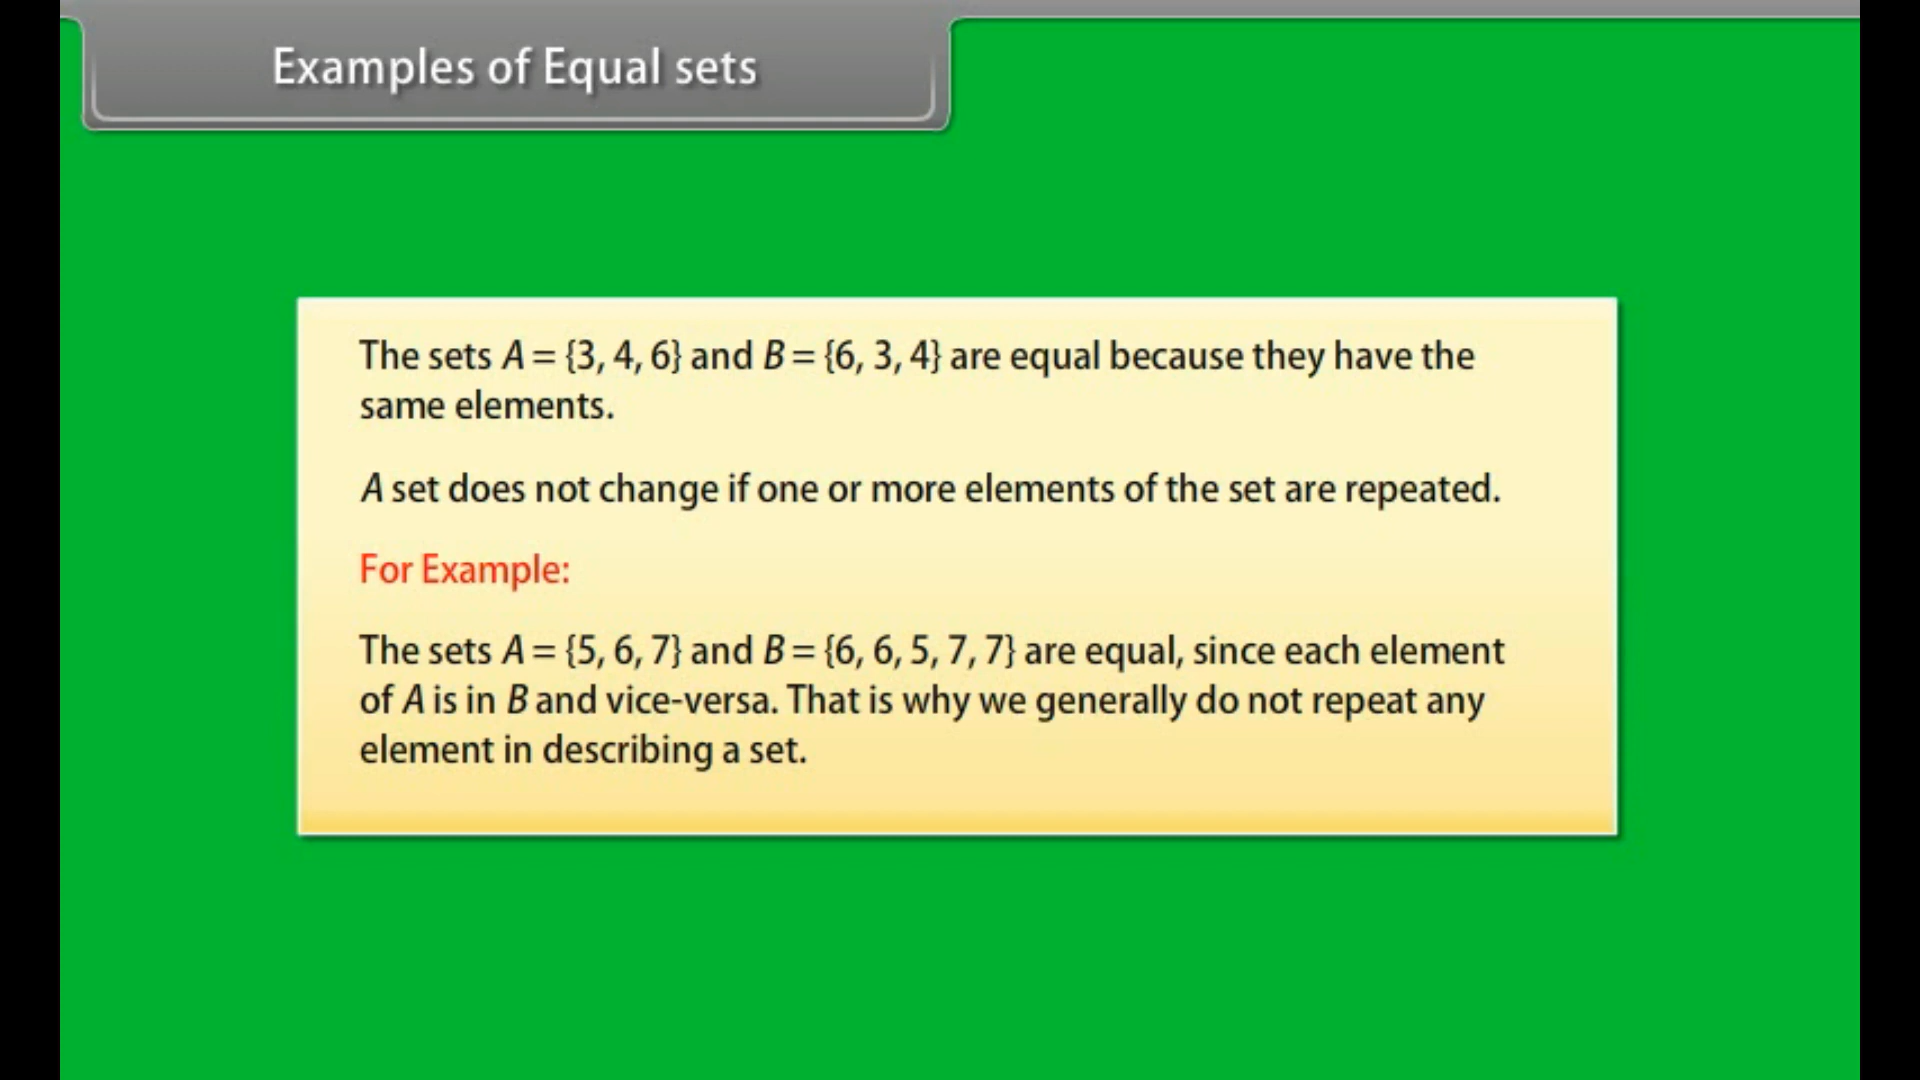 Examples of Equal sets
The sets A = {3, 4, 6} and B = {6, 3, 4} are equal because they have the
same elements.
A set does not change if one or more elements of the set are repeated.
For Example:
The sets A = {5, 6, 7} and B = {6, 6, 5, 7, 7} are equal, since each element
of A is in B and vice-versa. That is why we generally do not repeat any
element in describing a set.